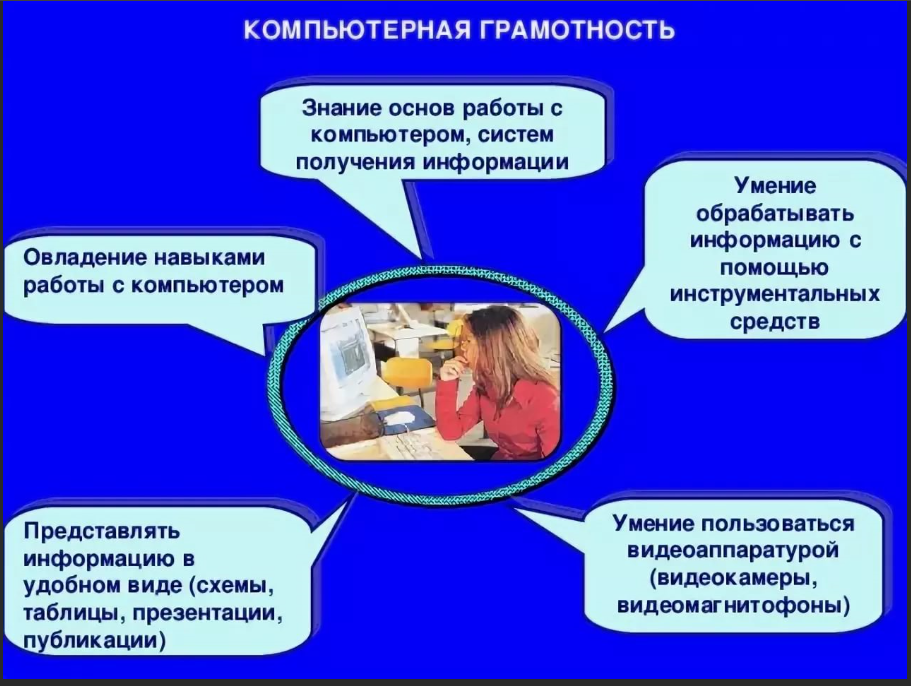 КОМПЬЮТЕРНАЯ ГРАМОТНОСТЬ
Знание основ работы с
компьютером, систем
получения информации
Умение
обрабатывать
информацию с
помощью
инструментальных
средств
Овладение навыками
работы с компьютером
Представлять
информацию в
удобном виде (схемы,
таблицы, презентации,
публикации)
Умение пользоваться
видеоаппаратурой
(видеокамеры,
видеомагнитофоны)